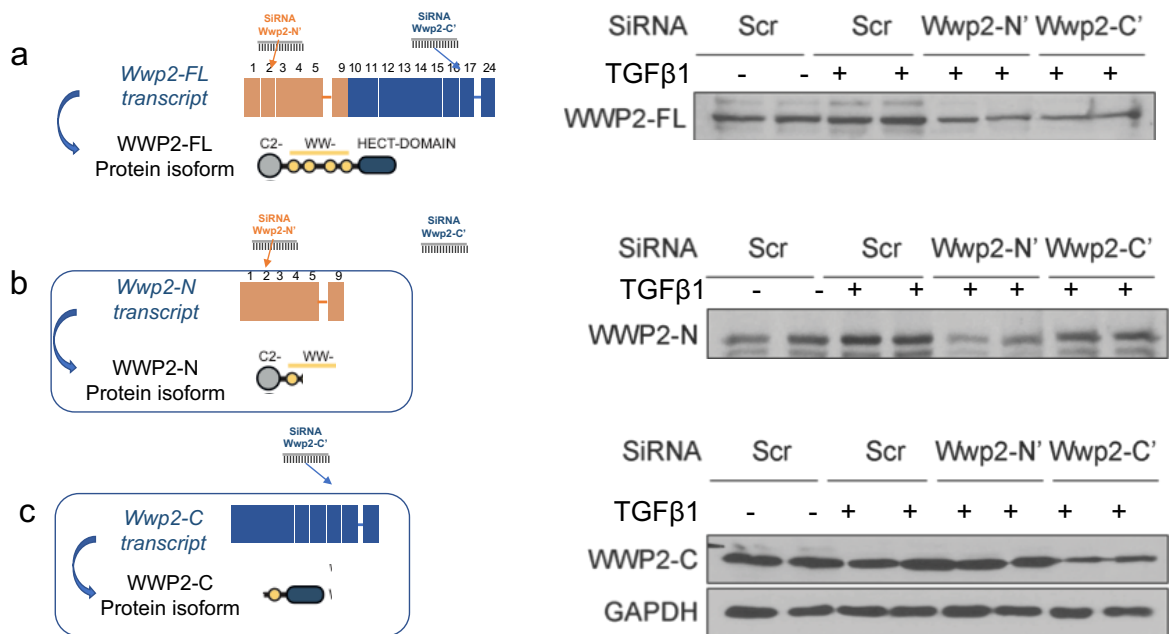 a
SiRNA
Wwp2-N'
SiRNA
Wwp2-C'
Wwp2-FL
transcript
1 2 3 4 5 9 10 11 12 13 14 15 16 17 24
WWP2-FL
Protein isoform
C2- WW- HECT-DOMAIN
SiRNA Scr Scr Wwp2-N' Wwp2-C'
TGFβ1 - - + + + + + +
WWP2-FL
b
SiRNA
Wwp2-N'
SiRNA
Wwp2-C'
Wwp2-N
transcript
1 2 3 4 5 9
WWP2-N
Protein isoform
C2- WW-
SiRNA Scr Scr Wwp2-N' Wwp2-C'
TGFβ1 - - + + + + + +
WWP2-N
c
SiRNA
Wwp2-C'
Wwp2-C
transcript
WWP2-C
Protein isoform
SiRNA Scr Scr Wwp2-N' Wwp2-C'
TGFβ1 - - + + + + + +
WWP2-C
GAPDH